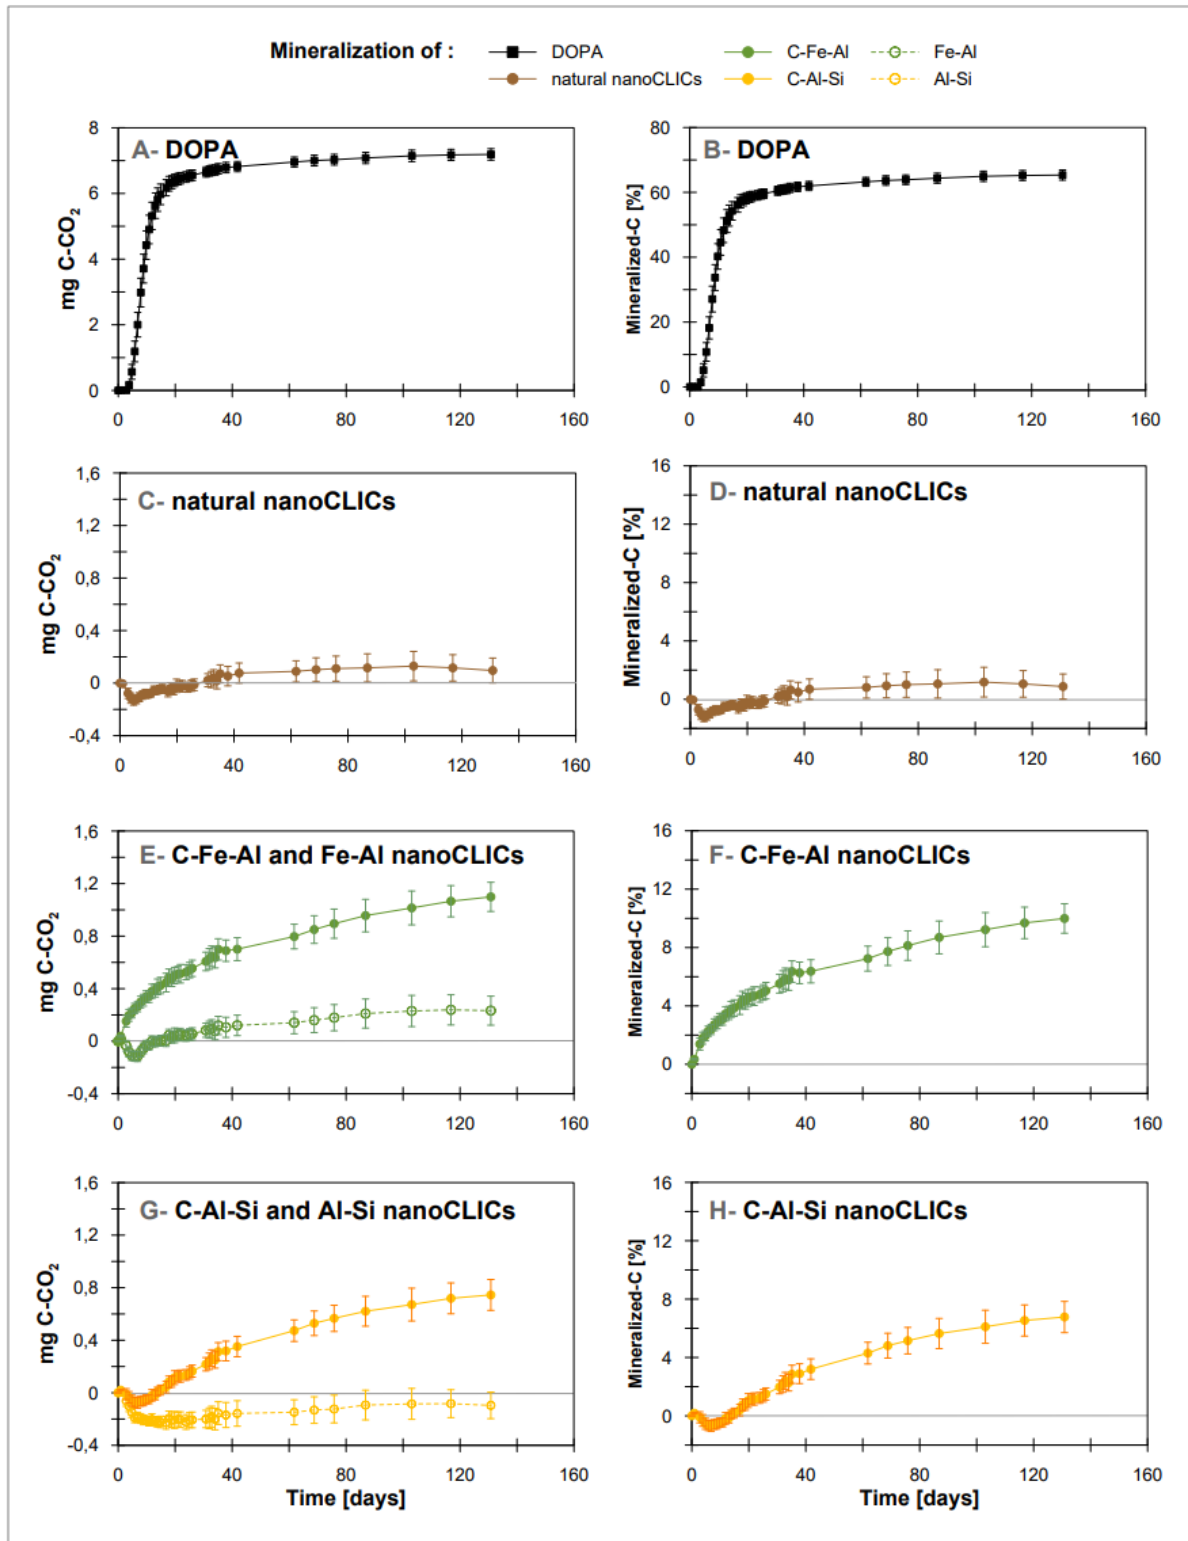 Mineralization of :
DOPA
C-Fe-Al
Fe-Al
natural nanoCLICs
C-Al-Si
Al-Si
A- DOPA
mg C-CO₂
8
6
4
2
0
0 40 80 120 160
B- DOPA
Mineralized-C [%]
80
60
40
20
0
0 40 80 120 160
C- natural nanoCLICs
mg C-CO₂
1,6
1,2
0,8
0,4
0
-0,4
0 40 80 120 160
D- natural nanoCLICs
Mineralized-C [%]
16
12
8
4
0
0 40 80 120 160
E- C-Fe-Al and Fe-Al nanoCLICs
mg C-CO₂
1,6
1,2
0,8
0,4
0
-0,4
0 40 80 120 160
F- C-Fe-Al nanoCLICs
Mineralized-C [%]
16
12
8
4
0
0 40 80 120 160
G- C-Al-Si and Al-Si nanoCLICs
mg C-CO₂
1,6
1,2
0,8
0,4
0
-0,4
0 40 80 120 160
Time [days]
H- C-Al-Si nanoCLICs
Mineralized-C [%]
16
12
8
4
0
0 40 80 120 160
Time [days]